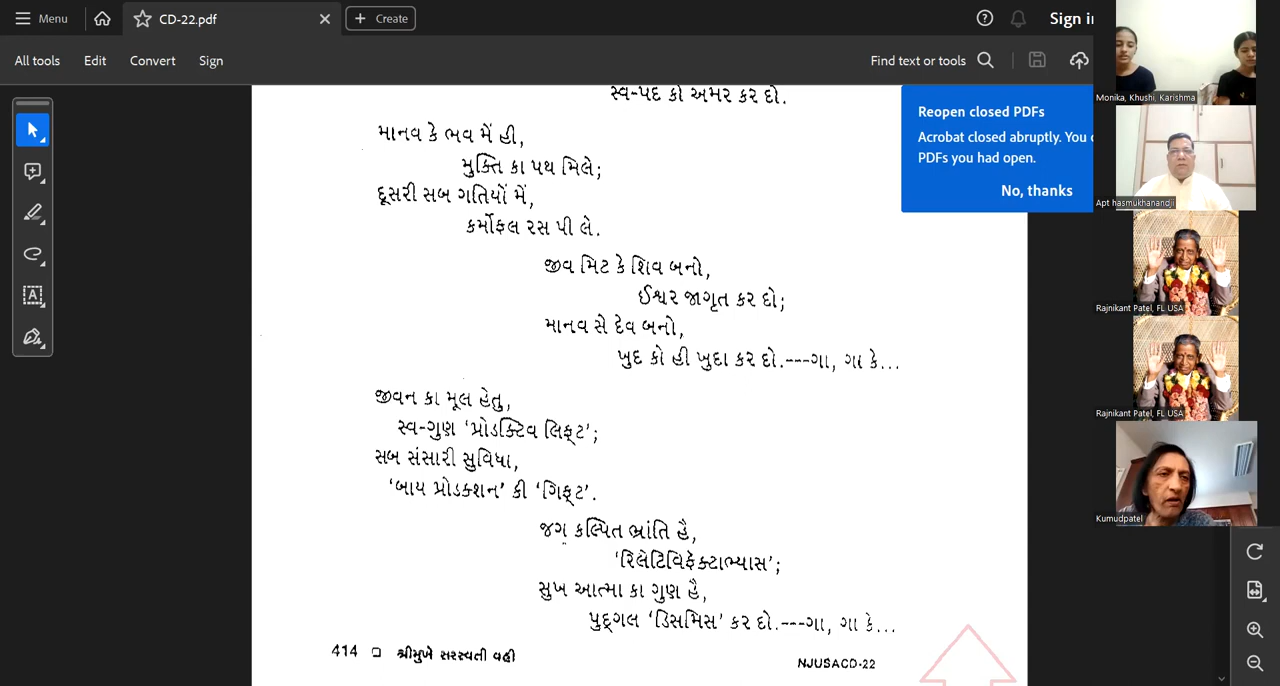 Menu
CD-22.pdf
Create
Sign in
All tools
Edit
Convert
Sign
Find text or tools
Reopen closed PDFs
Acrobat closed abruptly. You
PDFs you had open.
No, thanks
સ્વ-પદ કો અમર કર દો.
માનવ કે ભવ મેં હી,
મુક્તિ કા પથ મિલે;
દૂસરી સબ ગતિયોં મેં,
કર્મોફલ રસ પી લે.
જીવ મિટ કે શિવ બનો,
ઈશ્વર જાગૃત કર દો;
માનવ સે દેવ બનો,
ખુદ કો હી ખુદા કર દો.---ગા, ગા કે...
જીવન કા મૂલ હેતુ,
સ્વ-ગુણ ‘પ્રોડક્ટિવ લિફ્ટ’;
સબ સંસારી સુવિધા,
‘બાય પ્રોડક્શન’ કી ‘ગિફ્ટ’.
જગ કલ્પિત ભ્રાંતિ હૈ,
‘રિલેટિવિફેક્ટાભ્યાસ’;
સુખ આત્મા કા ગુણ હૈ,
પુદ્ગલ ‘ડિસમિસ’ કર દો.---ગા, ગા કે...
414 □ શ્રીમુખે સરસ્વતી વહી
NJUSACD-22
Monika, Khushi, Karishma
Apt hasmukhanandji
Rajnikant Patel, FL USA
Rajnikant Patel, FL USA
Kumudpatel